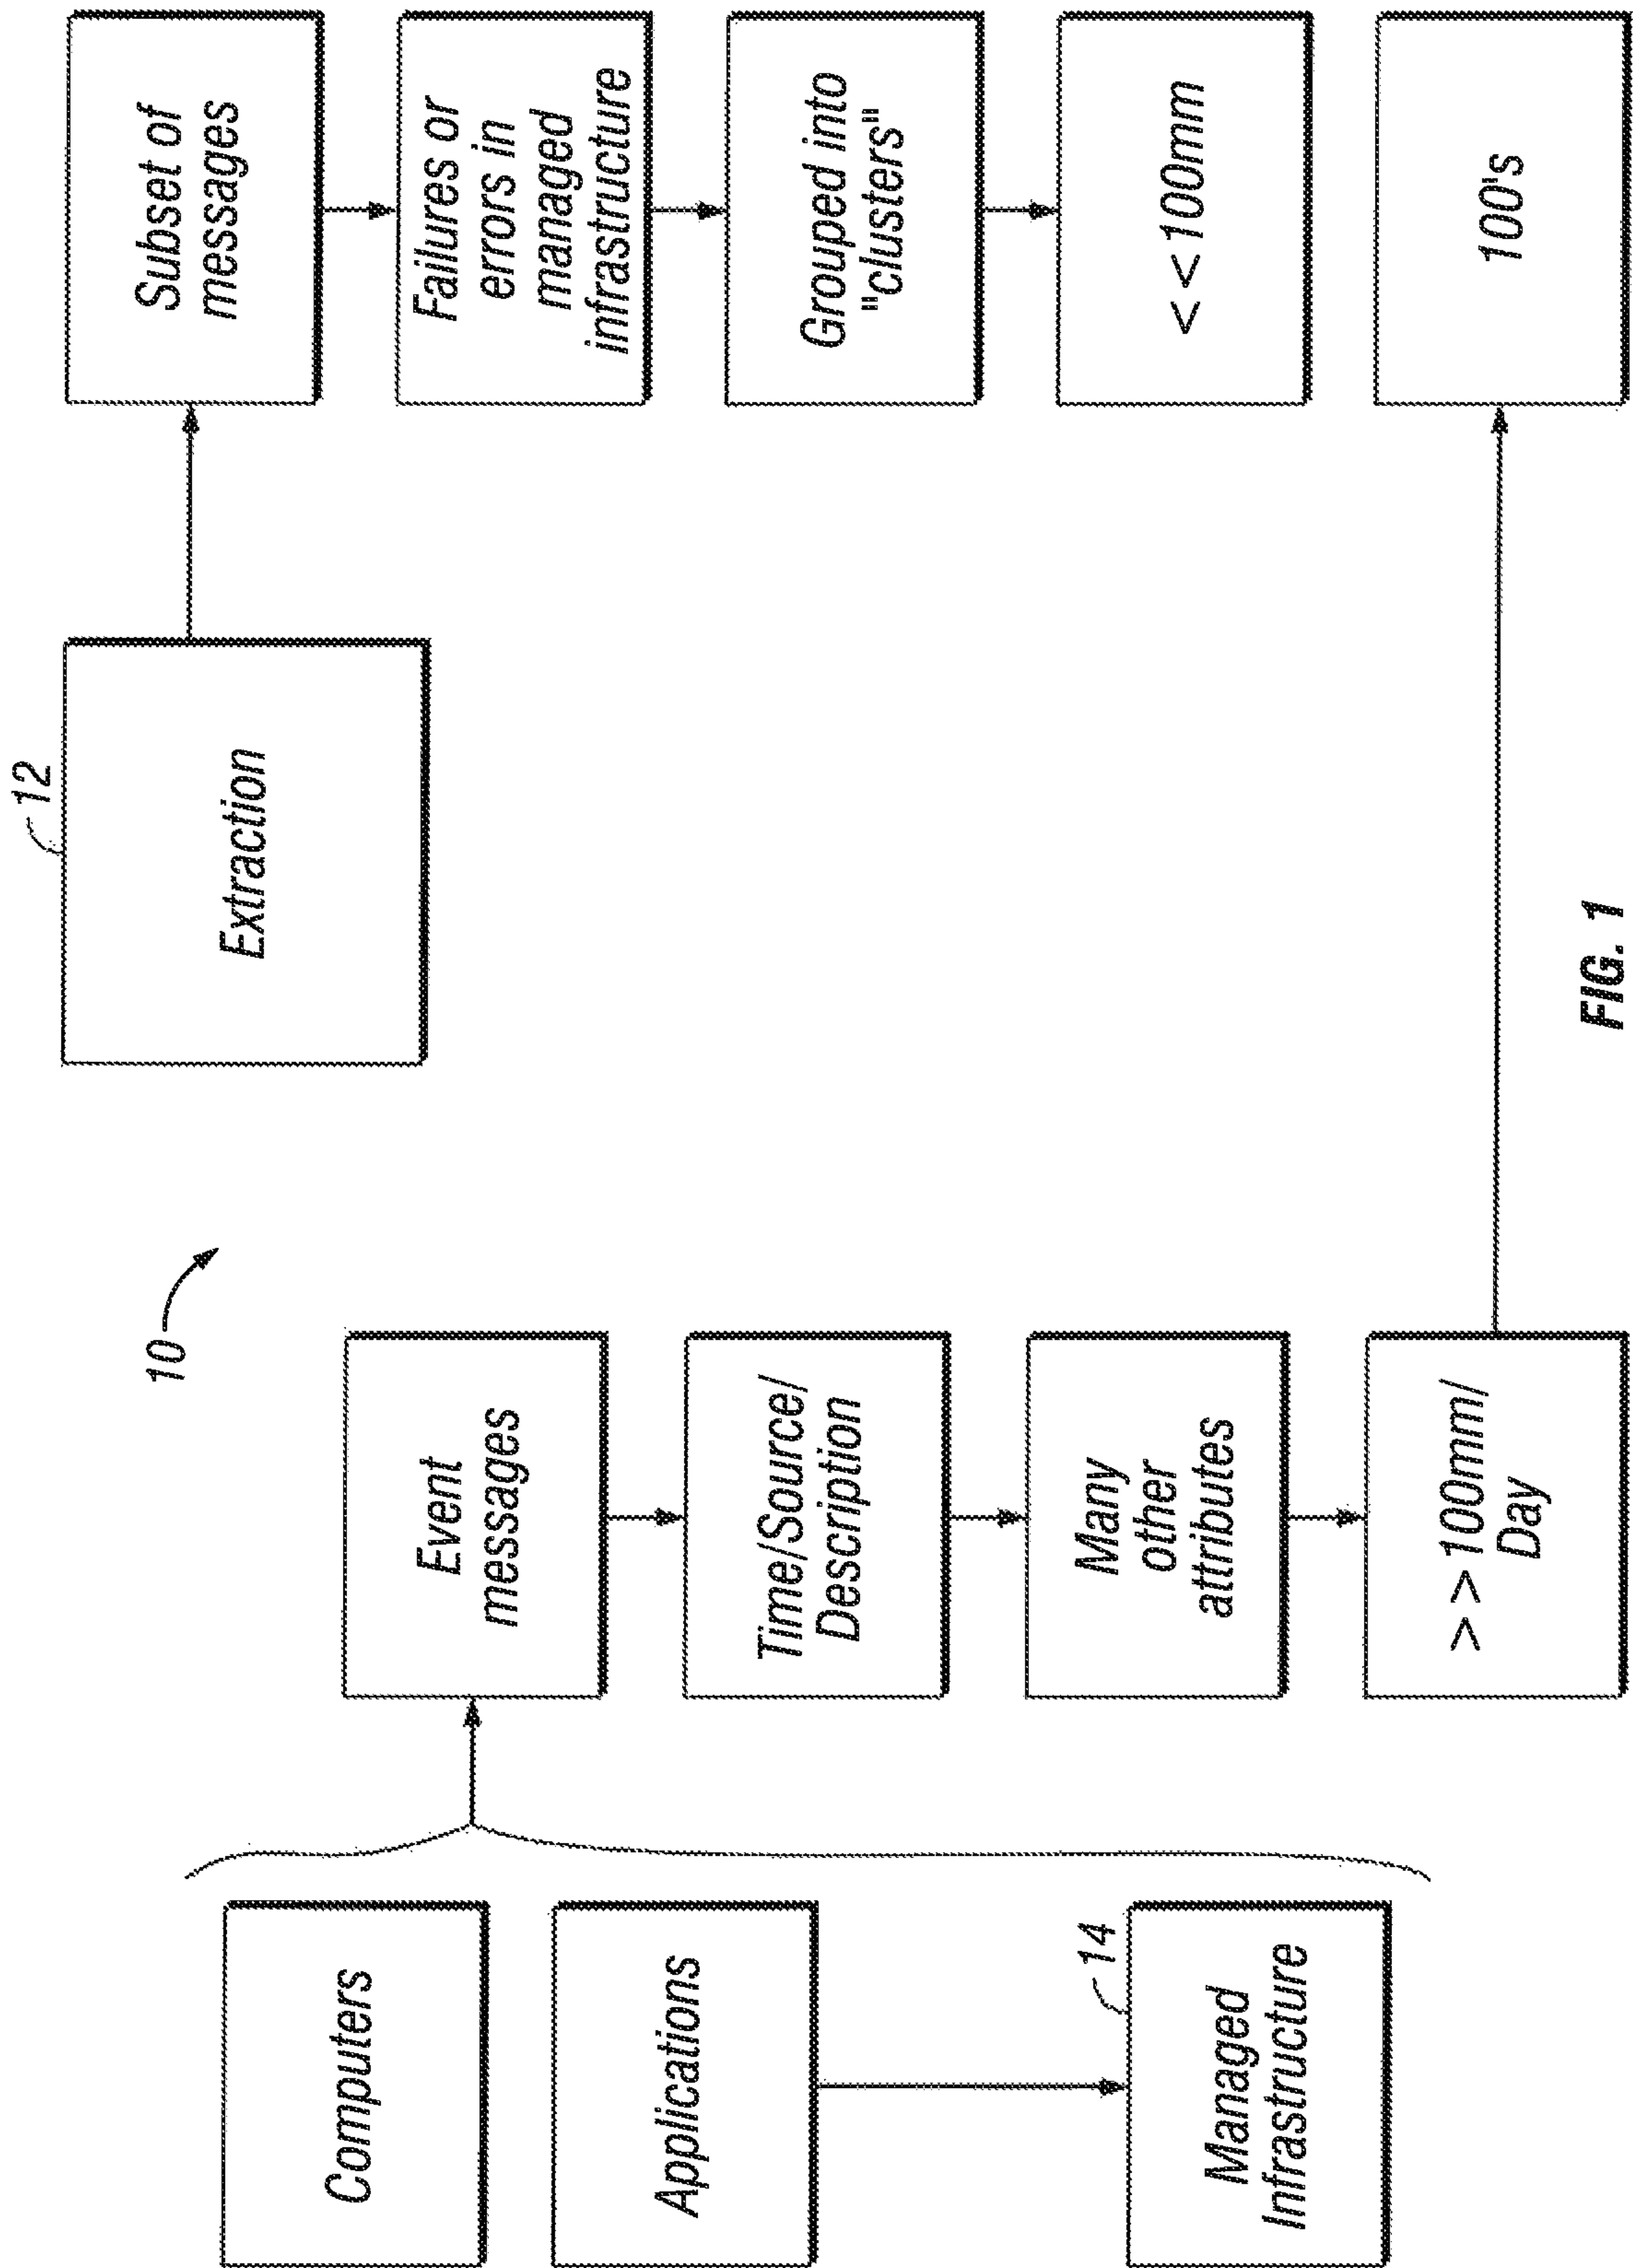 10
12
Computers
Applications
14
Managed
Infrastructure
Event
messages
Time/Source/
Description
Many
other
attributes
>>100mm/
Day
Extraction
Subset of
messages
Failures or
errors in
managed
infrastructure
Grouped into
"clusters"
<<100mm
100's
FIG. 1